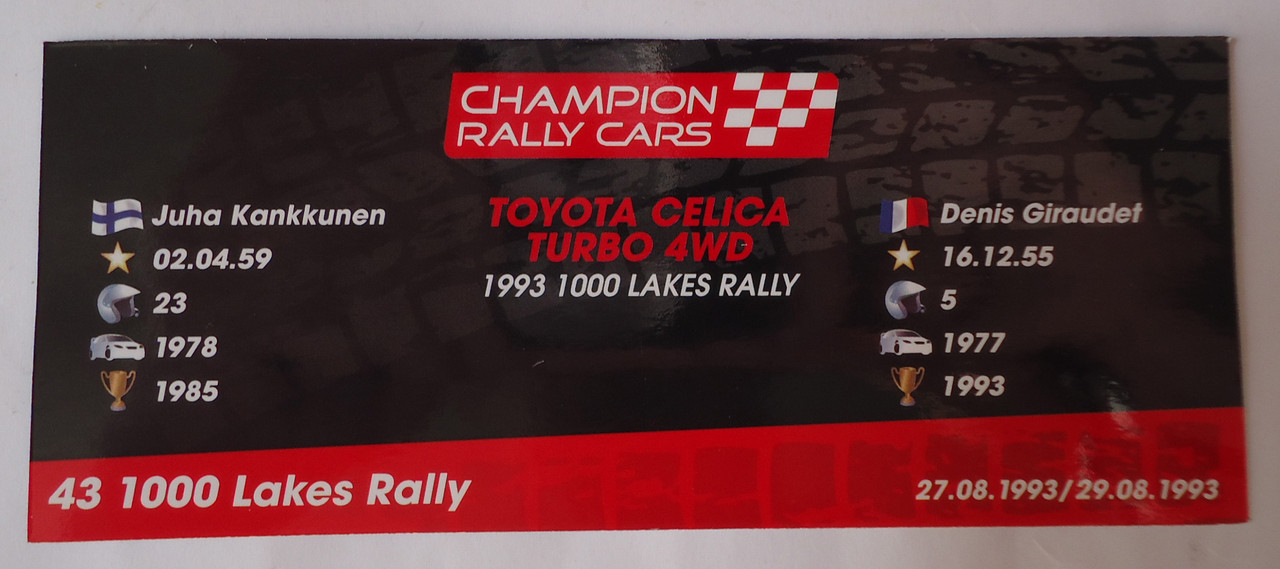 CHAMPION
RALLY CARS
Juha Kankkunen
02.04.59
23
1978
1985
TOYOTA CELICA
TURBO 4WD
1993 1000 LAKES RALLY
Denis Giraudet
16.12.55
5
1977
1993
43 1000 Lakes Rally
27.08.1993/29.08.1993